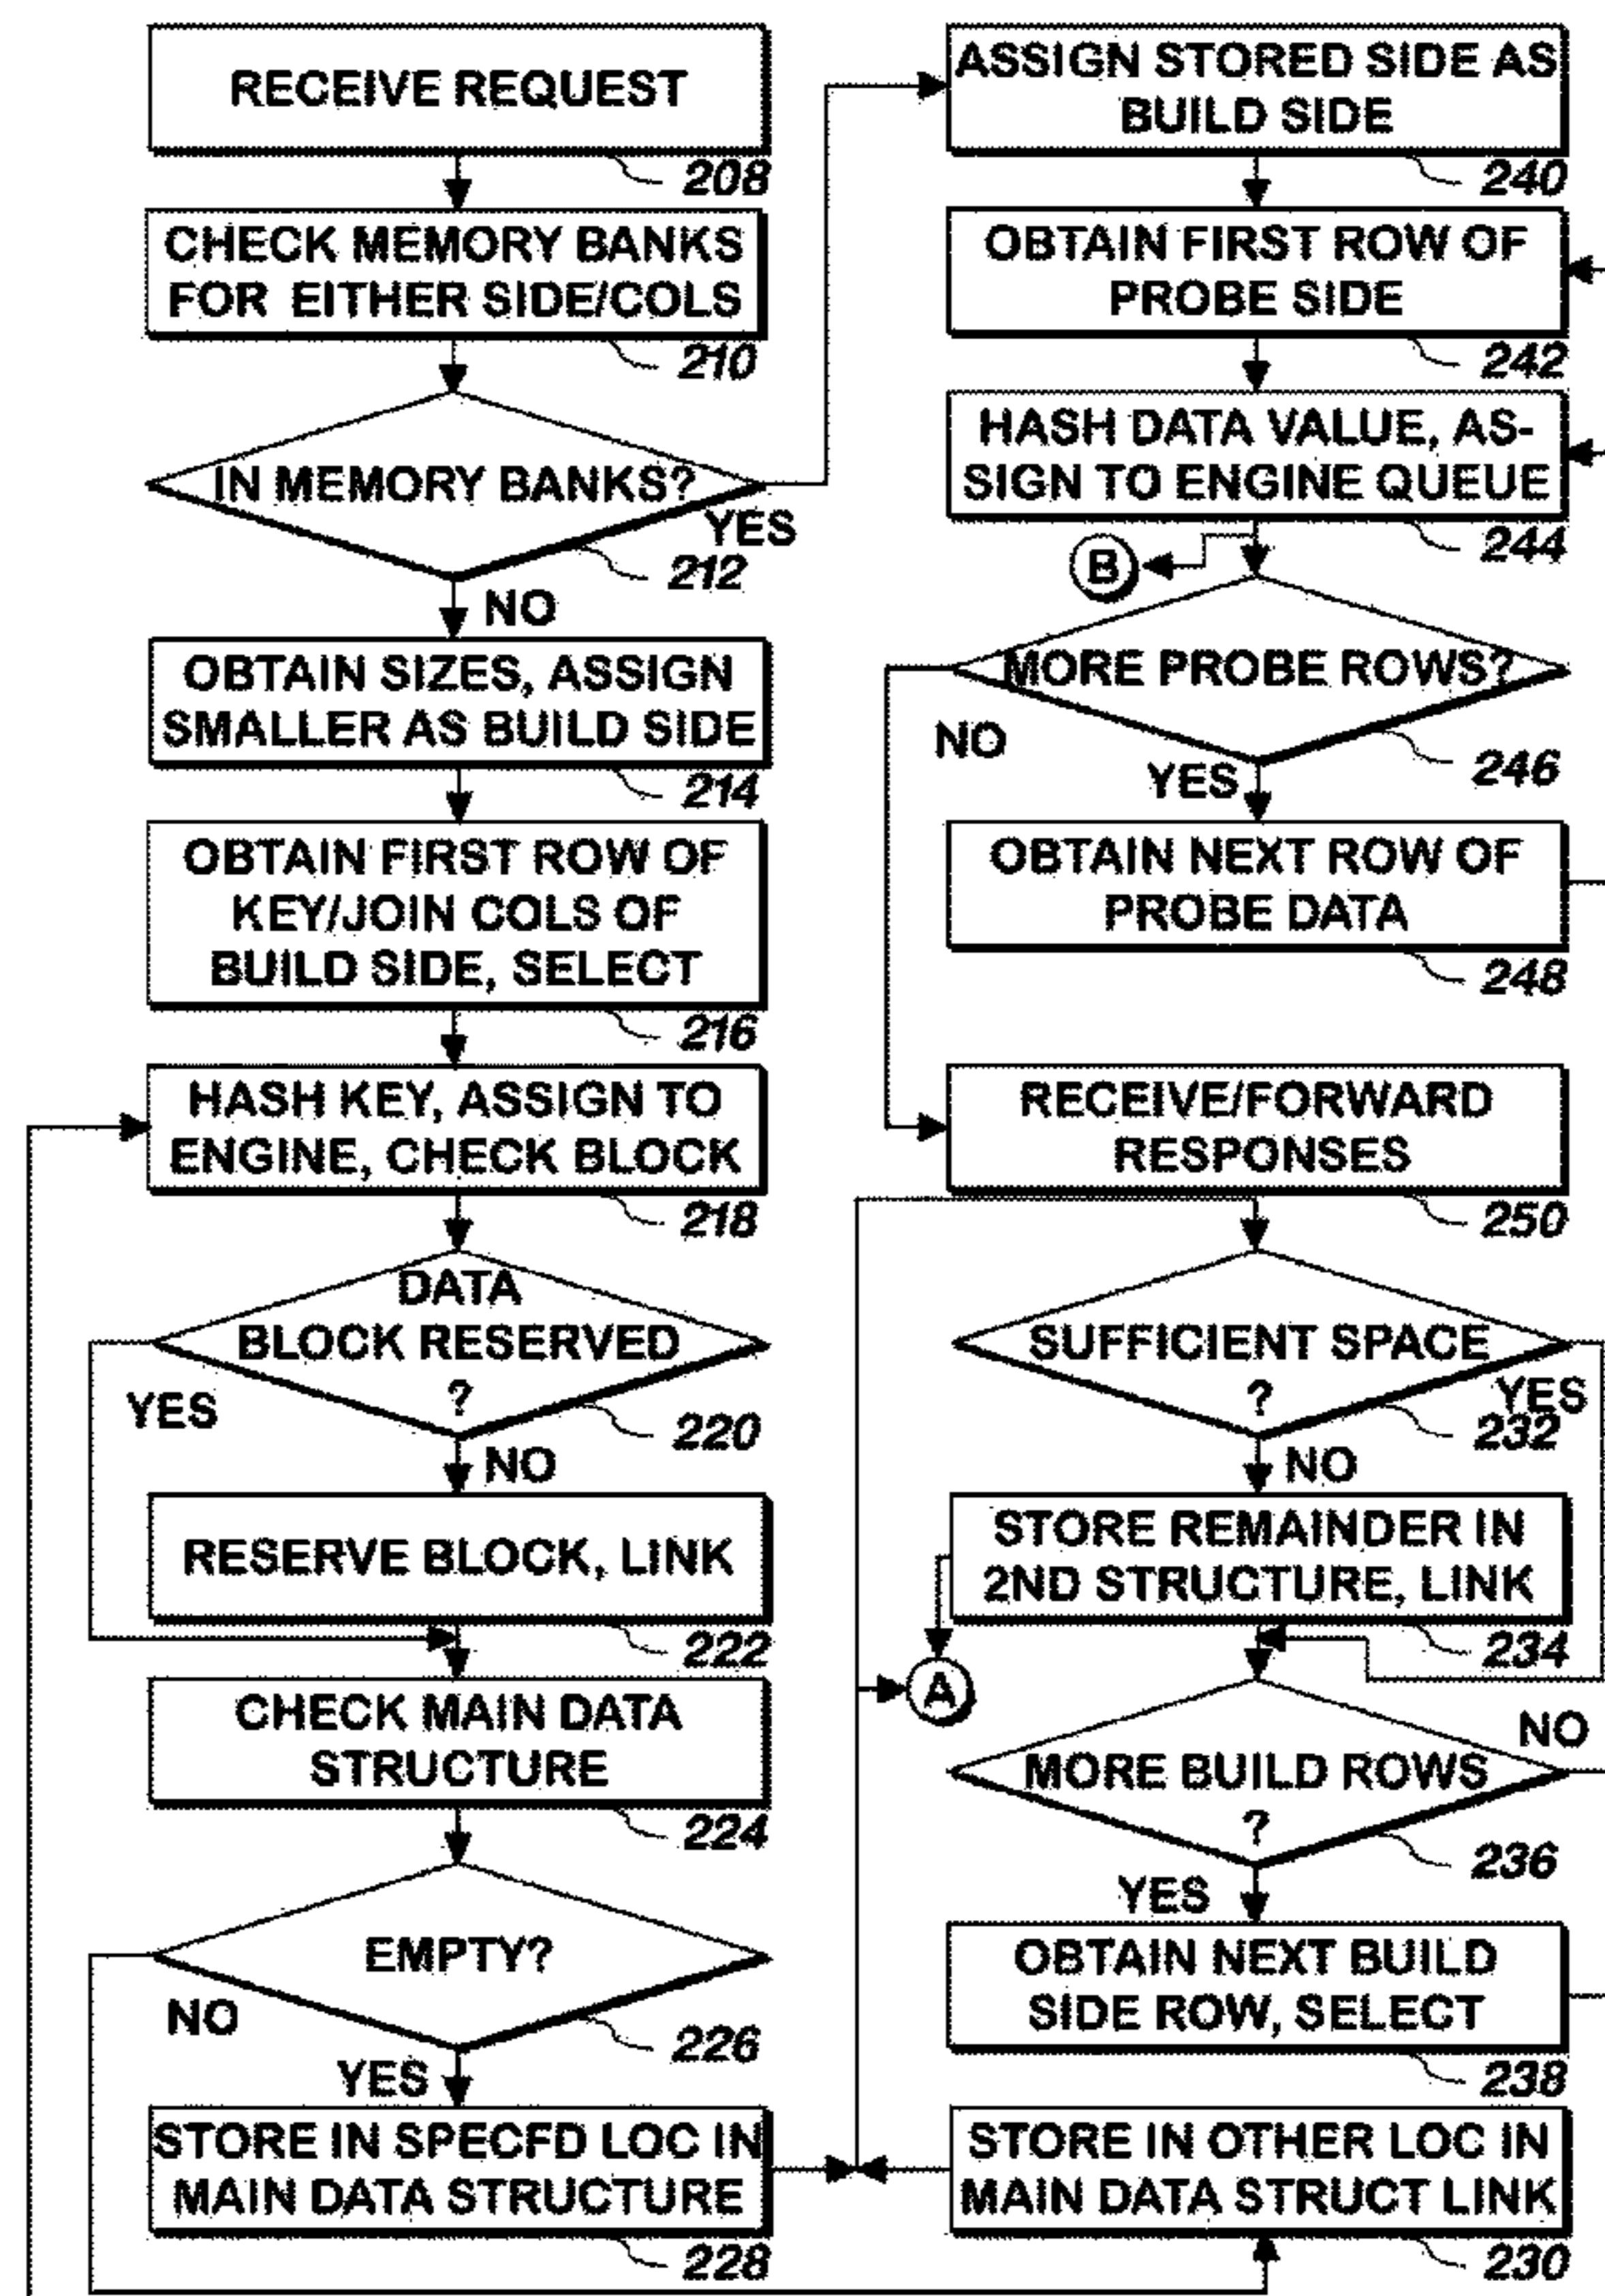 RECEIVE REQUEST
208
CHECK MEMORY BANKS
FOR EITHER SIDE/COLS
210
IN MEMORY BANKS?
YES
212
NO
OBTAIN SIZES, ASSIGN
SMALLER AS BUILD SIDE
214
OBTAIN FIRST ROW OF
KEY/JOIN COLS OF
BUILD SIDE, SELECT
216
HASH KEY, ASSIGN TO
ENGINE, CHECK BLOCK
218
DATA
BLOCK RESERVED
?
YES
220
NO
RESERVE BLOCK, LINK
222
CHECK MAIN DATA
STRUCTURE
224
EMPTY?
NO
226
YES
STORE IN SPECFD LOC IN
MAIN DATA STRUCTURE
228
ASSIGN STORED SIDE AS
BUILD SIDE
240
OBTAIN FIRST ROW OF
PROBE SIDE
242
HASH DATA VALUE, AS-
SIGN TO ENGINE QUEUE
244
B
MORE PROBE ROWS?
NO
246
YES
OBTAIN NEXT ROW OF
PROBE DATA
248
RECEIVE/FORWARD
RESPONSES
250
SUFFICIENT SPACE
?
YES
232
NO
STORE REMAINDER IN
2ND STRUCTURE, LINK
234
A
NO
MORE BUILD ROWS
?
236
YES
OBTAIN NEXT BUILD
SIDE ROW, SELECT
238
STORE IN OTHER LOC IN
MAIN DATA STRUCT LINK
230